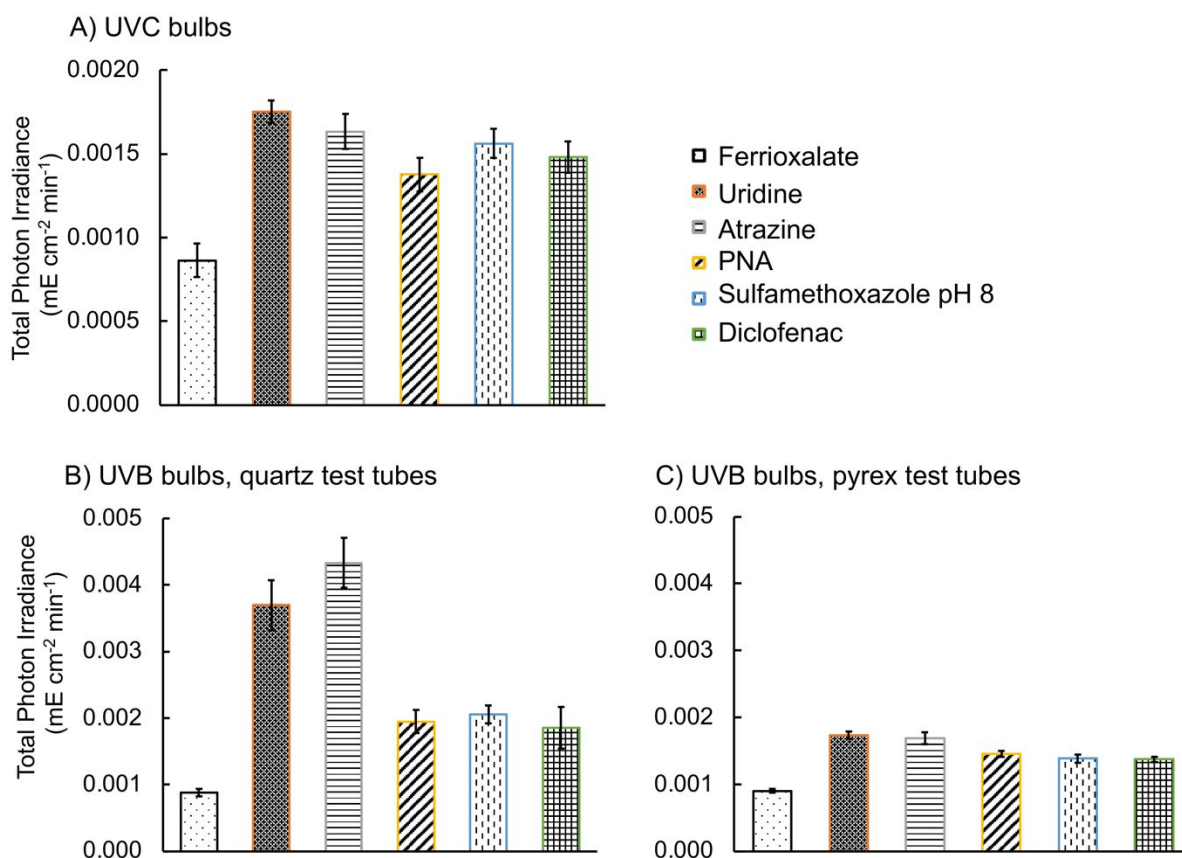 A) UVC bulbs
Total Photon Irradiance
(mE cm-2 min-1)
0.0020
0.0015
0.0010
0.0005
0.0000
Ferrioxalate
Uridine
Atrazine
PNA
Sulfamethoxazole pH 8
Diclofenac
B) UVB bulbs, quartz test tubes
Total Photon Irradiance
(mE cm-2 min-1)
0.005
0.004
0.003
0.002
0.001
0.000
C) UVB bulbs, pyrex test tubes
0.005
0.004
0.003
0.002
0.001
0.000